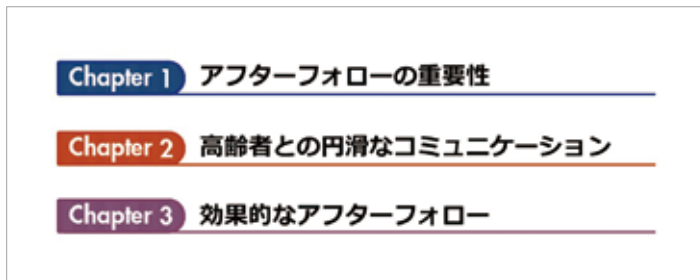 Chapter 1 アフターフォローの重要性
Chapter 2 高齢者との円滑なコミュニケーション
Chapter 3 効果的なアフターフォロー